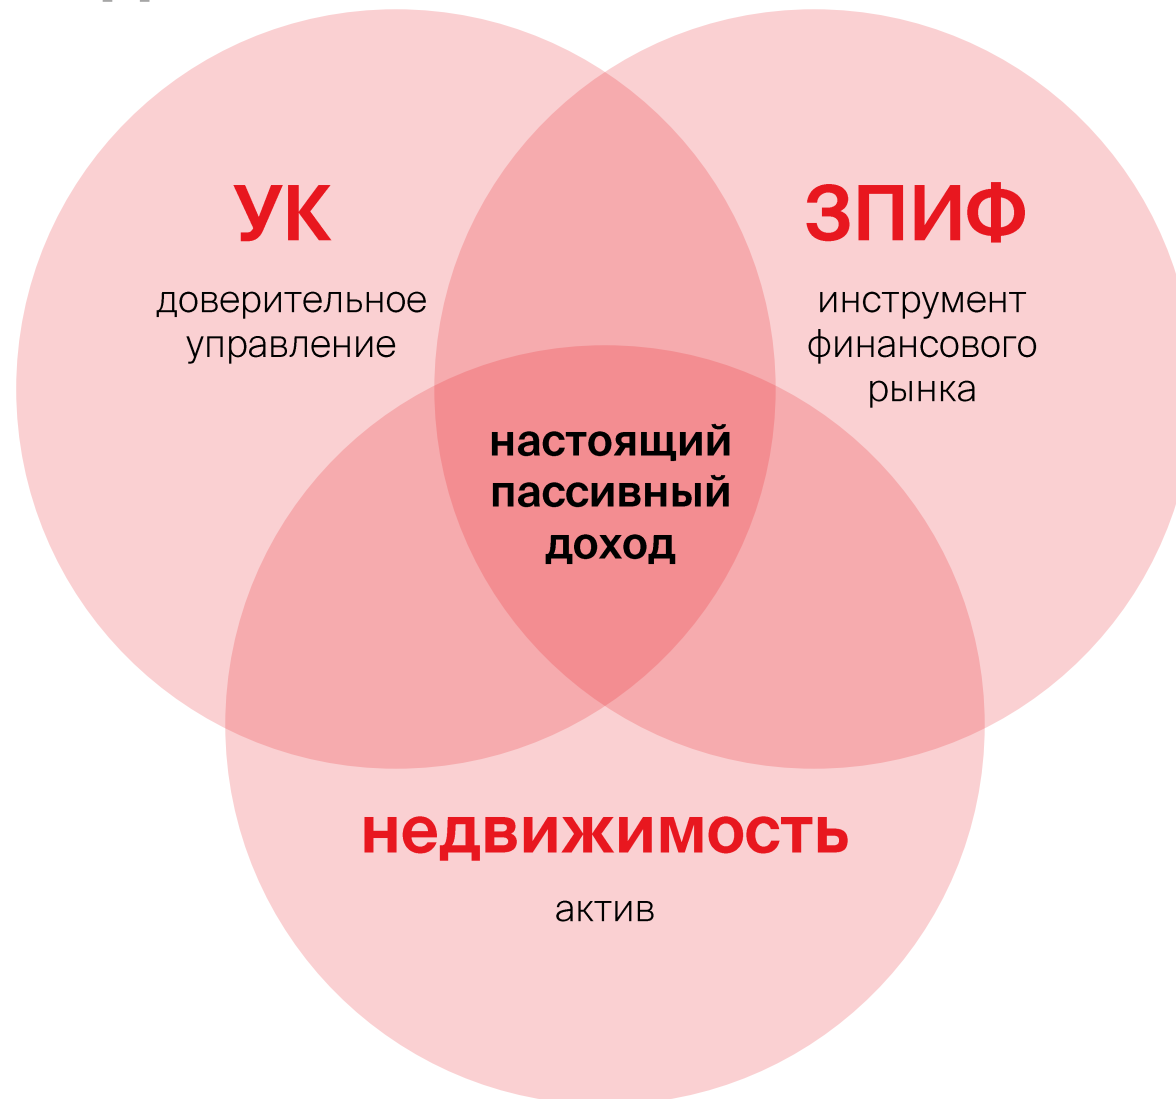 УК
доверительное
управление
ЗПИФ
инструмент
финансового
рынка
настоящий
пассивный
доход
недвижимость
актив